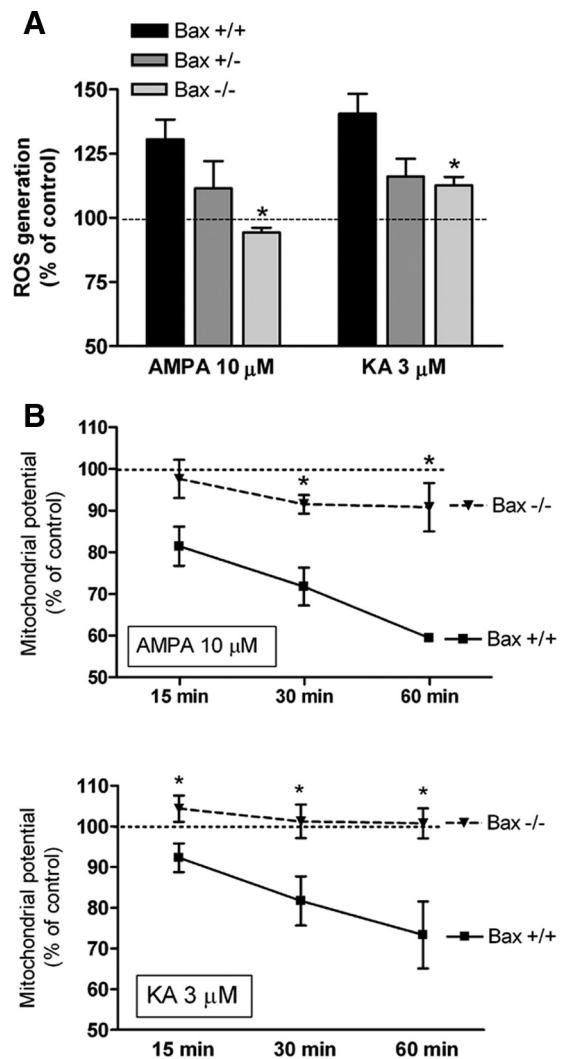 A
Bax +/+
Bax +/-
Bax -/-
ROS generation
(% of control)
150
125
100
75
50
AMPA 10 µM
KA 3 µM
B
Mitochondrial potential
(% of control)
110
100
90
80
70
60
50
*
*
*
*
Bax -/-
Bax +/+
AMPA 10 µM
15 min
30 min
60 min
Mitochondrial potential
(% of control)
110
100
90
80
70
60
50
*
*
*
Bax -/-
Bax +/+
KA 3 µM
15 min
30 min
60 min